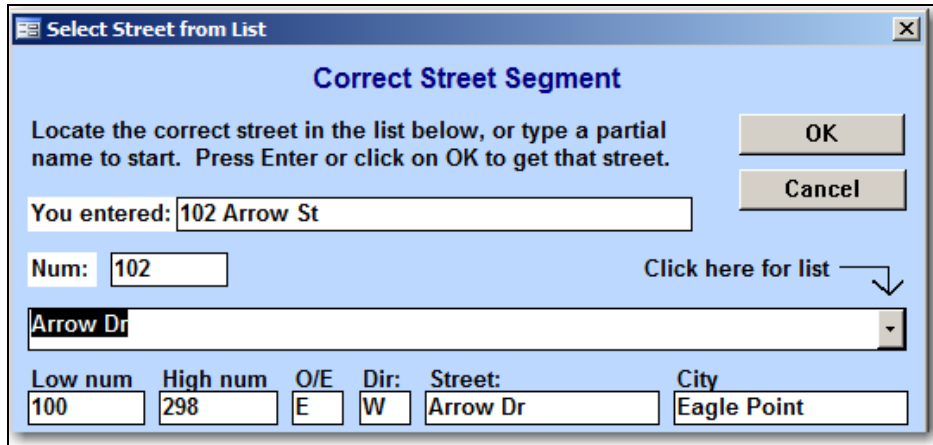 Select Street from List
Correct Street Segment
Locate the correct street in the list below, or type a partial
name to start. Press Enter or click on OK to get that street.
OK
Cancel
You entered: 102 Arrow St
Num: 102
Click here for list
Arrow Dr
Low num High num O/E Dir: Street: City
100 298 E W Arrow Dr Eagle Point